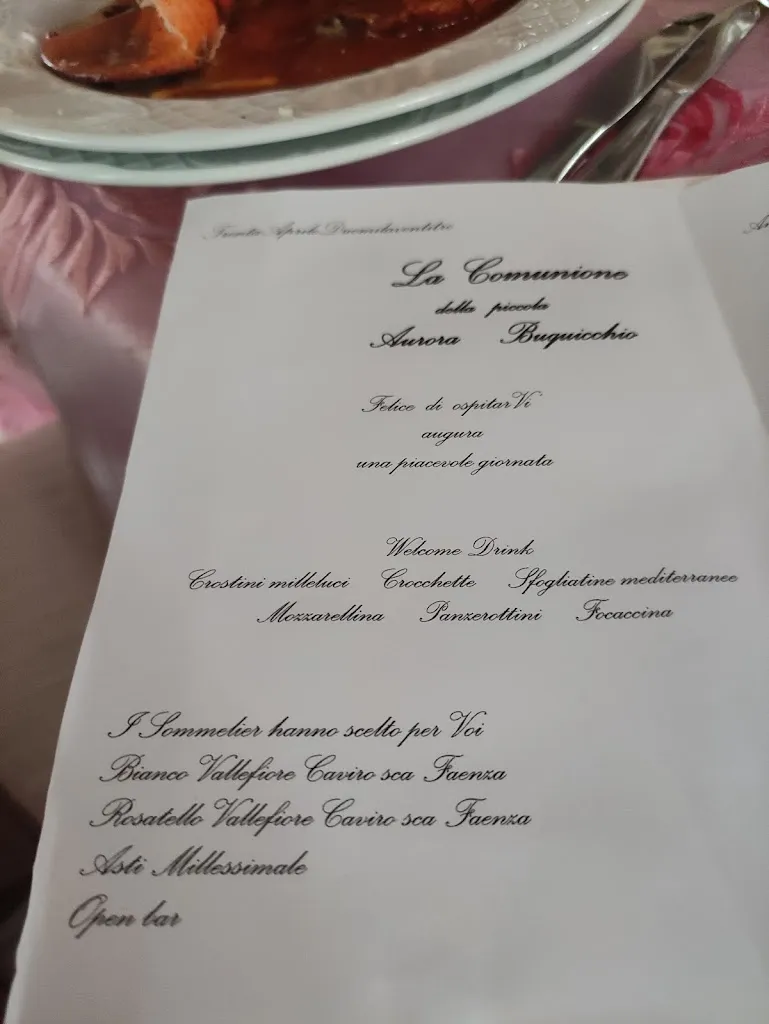 Trenta Aprile Duemilaventitre
La Comunione
della piccola
Aurora Buquicchio
Felice di ospitarVi
augura
una piacevole giornata
Welcome Drink
Crostini milleluci Crocchette Sfogliatine mediterranee
Mozzarellina Panzerottini Focaccina
I Sommelier hanno scelto per Voi
Bianco Vallefiore Caviro sca Faenza
Rosatello Vallefiore Caviro sca Faenza
Asti Millessimale
Open bar